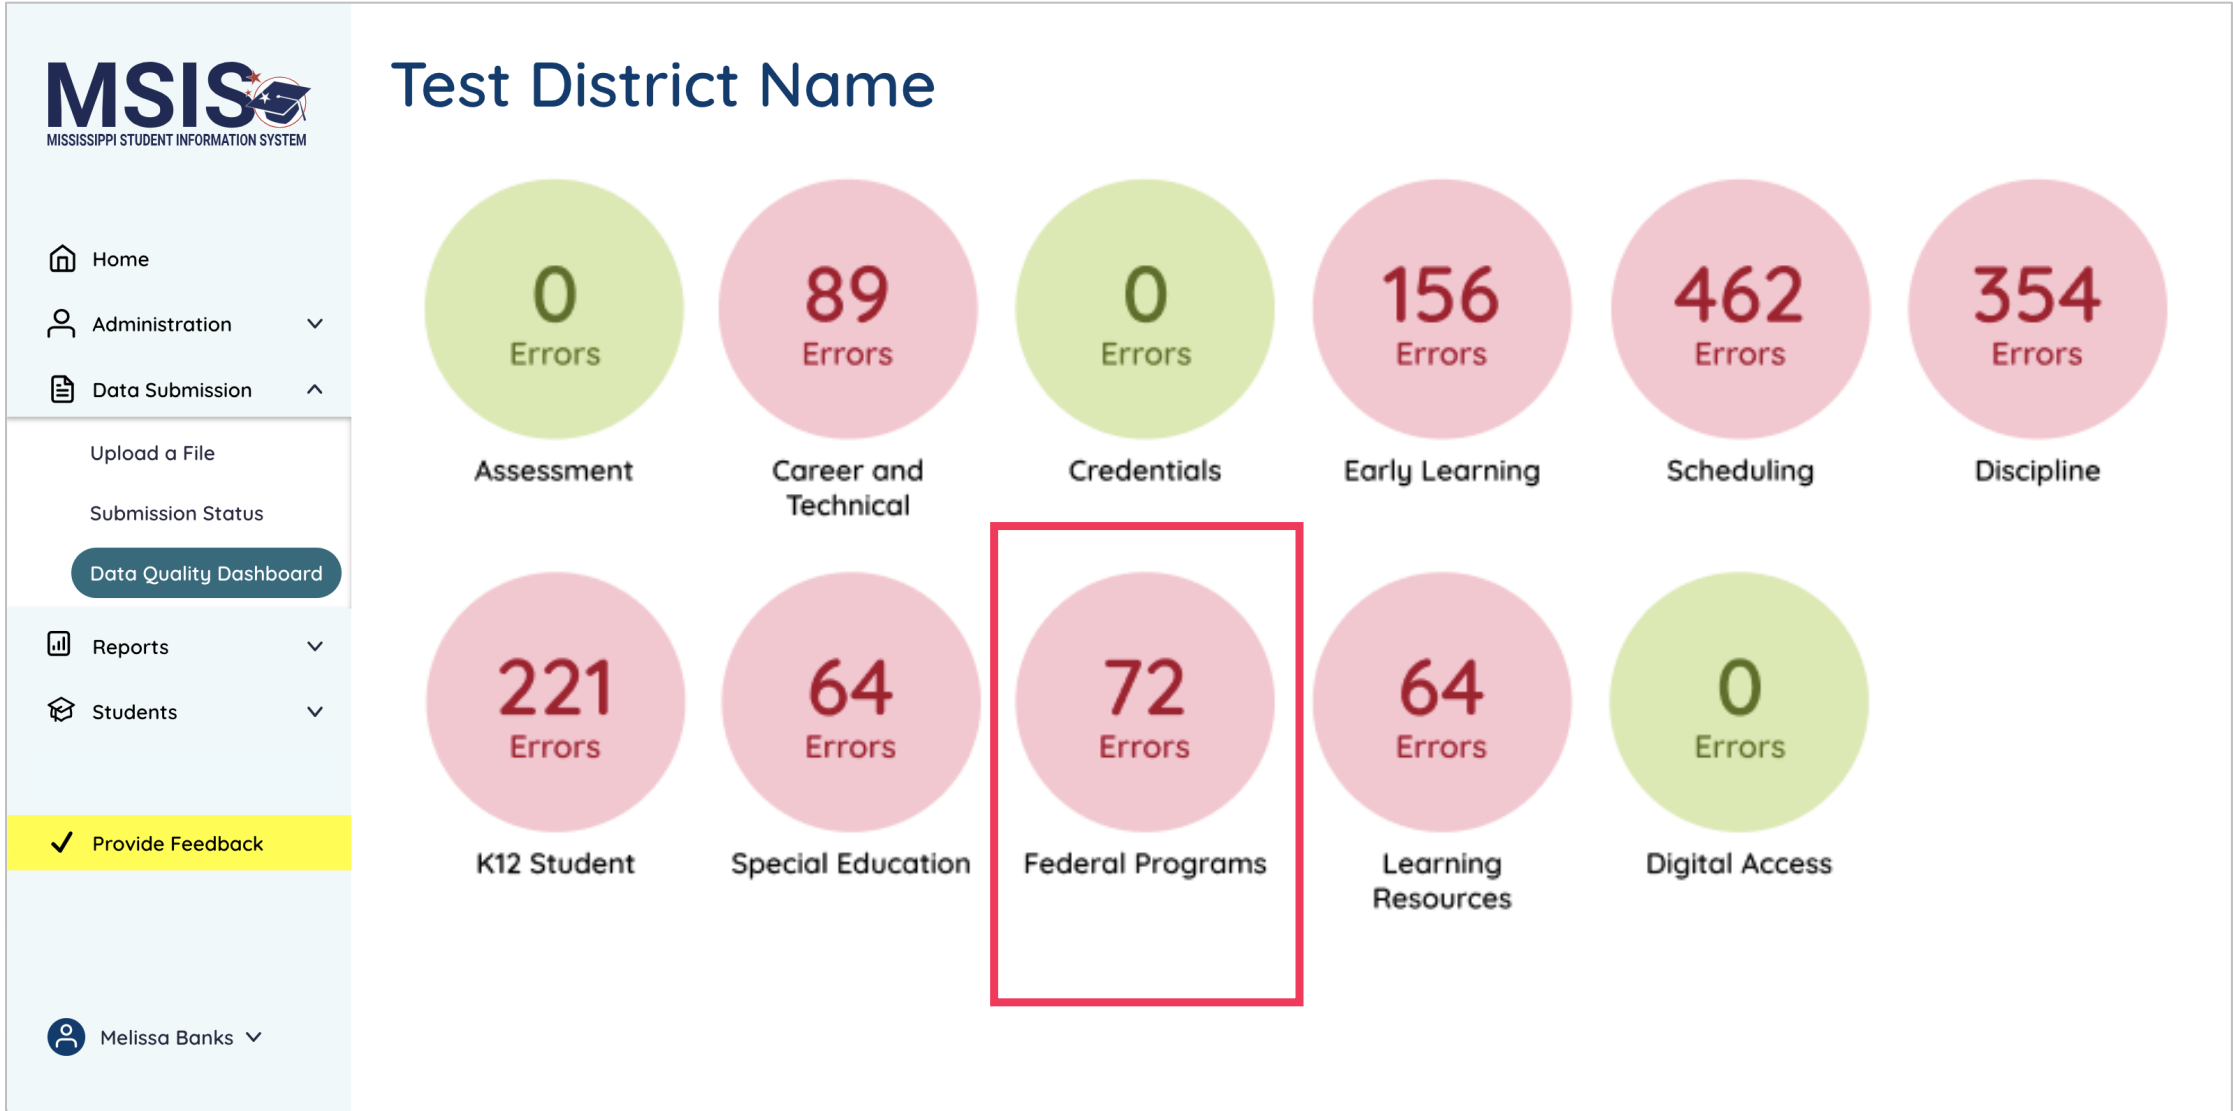 MSIS
MISSISSIPPI STUDENT INFORMATION SYSTEM
Home
Administration
Data Submission
Upload a File
Submission Status
Data Quality Dashboard
Reports
Students
Provide Feedback
Melissa Banks
Test District Name
0
Errors
Assessment
89
Errors
Career and
Technical
0
Errors
Credentials
156
Errors
Early Learning
462
Errors
Scheduling
354
Errors
Discipline
221
Errors
K12 Student
64
Errors
Special Education
72
Errors
Federal Programs
64
Errors
Learning
Resources
0
Errors
Digital Access